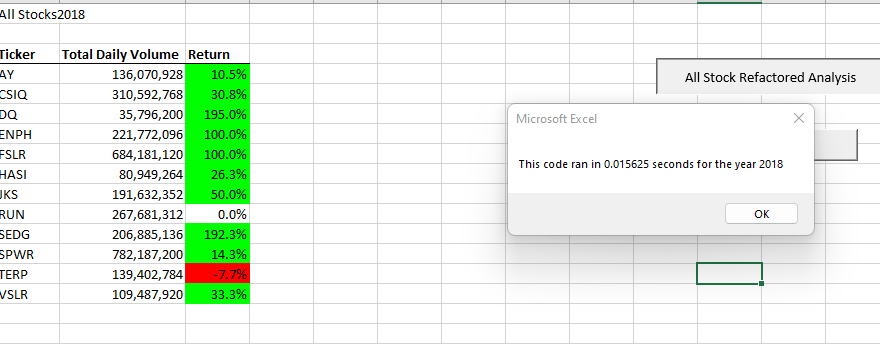 All Stocks2018
Ticker Total Daily Volume Return
AY 136,070,928 10.5%
CSIQ 310,592,768 30.8%
DQ 35,796,200 195.0%
ENPH 221,772,096 100.0%
FSLR 684,181,120 100.0%
HASI 80,949,264 26.3%
JKS 191,632,352 50.0%
RUN 267,681,312 0.0%
SEDG 206,885,136 192.3%
SPWR 782,187,200 14.3%
TERP 139,402,784 -7.7%
VSLR 109,487,920 33.3%
All Stock Refactored Analysis
Microsoft Excel
This code ran in 0.015625 seconds for the year 2018
OK